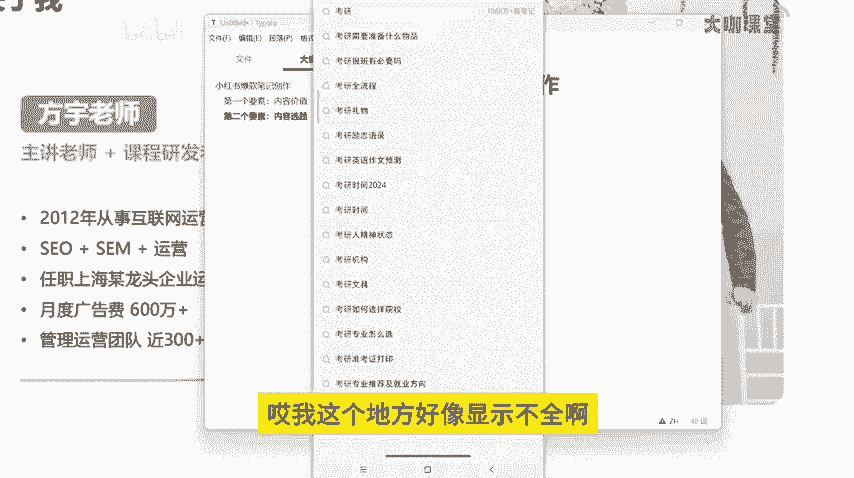 关于我
方宇老师
主讲老师 + 课程研发老
2012年从事互联网运营
SEO + SEM + 运营
任职上海某龙头企业运
月度广告费 600万+
管理运营团队 近300+
Untitled • - Typora
文件(F) 编辑(E) 段落(P) 格式
文件
大
小红书爆款笔记创作
第一个要素：内容价值
第二个要素：内容选题
考研
考研需要准备什么物品
考研报班有必要吗
考研全流程
考研礼物
考研励志语录
考研英语作文预测
考研时间2024
考研时间
考研人精神状态
考研机构
考研文具
考研如何选择院校
考研专业怎么选
考研准考证打印
考研专业推荐及就业方向
作
大咖课堂
ZH
哎我这个地方好像显示不全啊